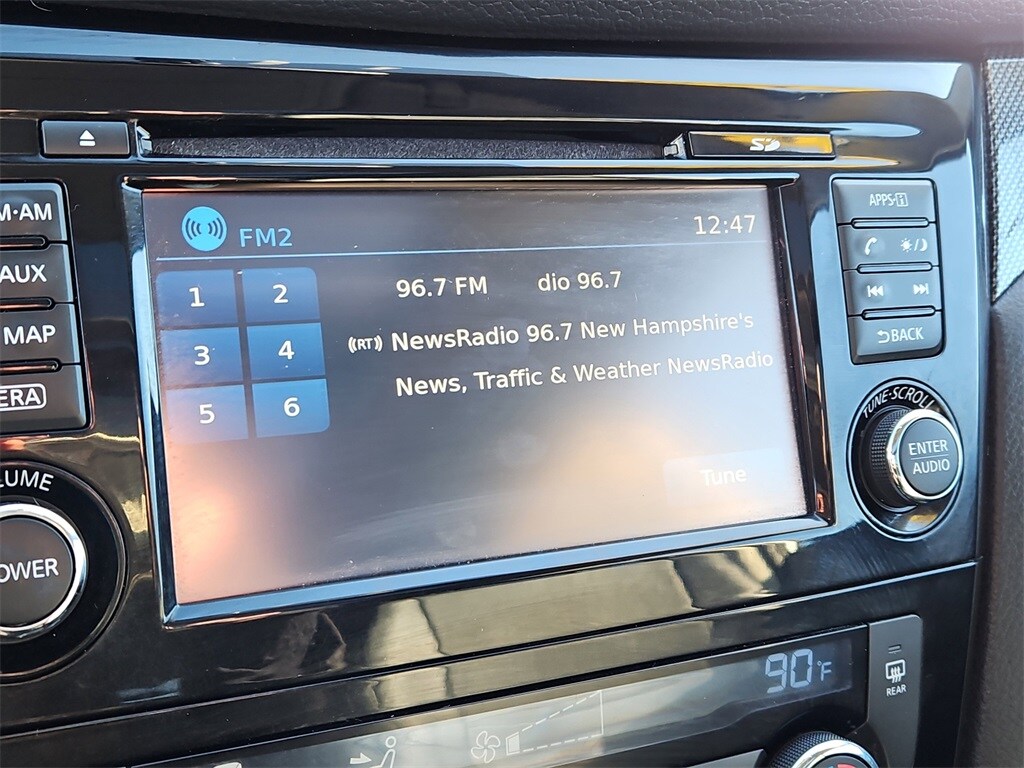 SD
M·AM
AUX
MAP
ERA
LUME
OWER
FM2
12:47
1 2
3 4
5 6
96.7 FM dio 96.7
((RT)) NewsRadio 96.7 New Hampshire's
News, Traffic & Weather NewsRadio
Tune
APPS·i
BACK
TUNE·SCROLL
ENTER
AUDIO
90°F
REAR